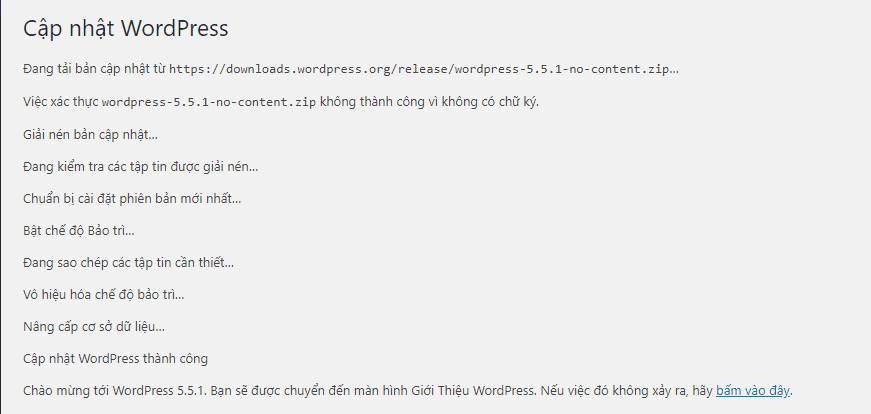 Cập nhật WordPress
Đang tải bản cập nhật từ https://downloads.wordpress.org/release/wordpress-5.5.1-no-content.zip…
Việc xác thực wordpress-5.5.1-no-content.zip không thành công vì không có chữ ký.
Giải nén bản cập nhật…
Đang kiểm tra các tập tin được giải nén…
Chuẩn bị cài đặt phiên bản mới nhất…
Bật chế độ Bảo trì…
Đang sao chép các tập tin cần thiết…
Vô hiệu hóa chế độ bảo trì…
Nâng cấp cơ sở dữ liệu…
Cập nhật WordPress thành công
Chào mừng tới WordPress 5.5.1. Bạn sẽ được chuyển đến màn hình Giới Thiệu WordPress. Nếu việc đó không xảy ra, hãy bấm vào đây.